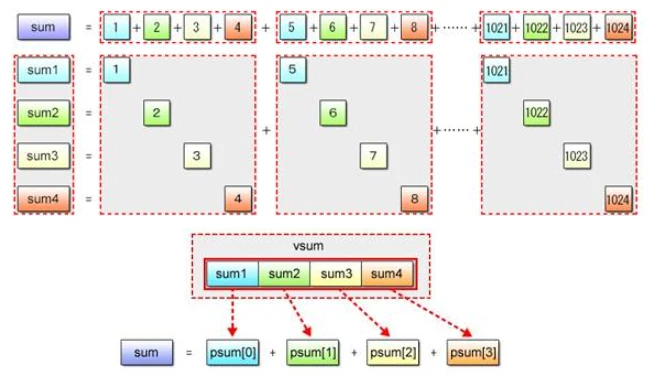 sum = 1 + 2 + 3 + 4 + 5 + 6 + 7 + 8 +······+ 1021 + 1022 + 1023 + 1024
sum1 = 1 5 1021
sum2 = 2 + 6 +······+ 1022
sum3 = 3 7 1023
sum4 = 4 8 1024
vsum
sum1 sum2 sum3 sum4
sum = psum[0] + psum[1] + psum[2] + psum[3]